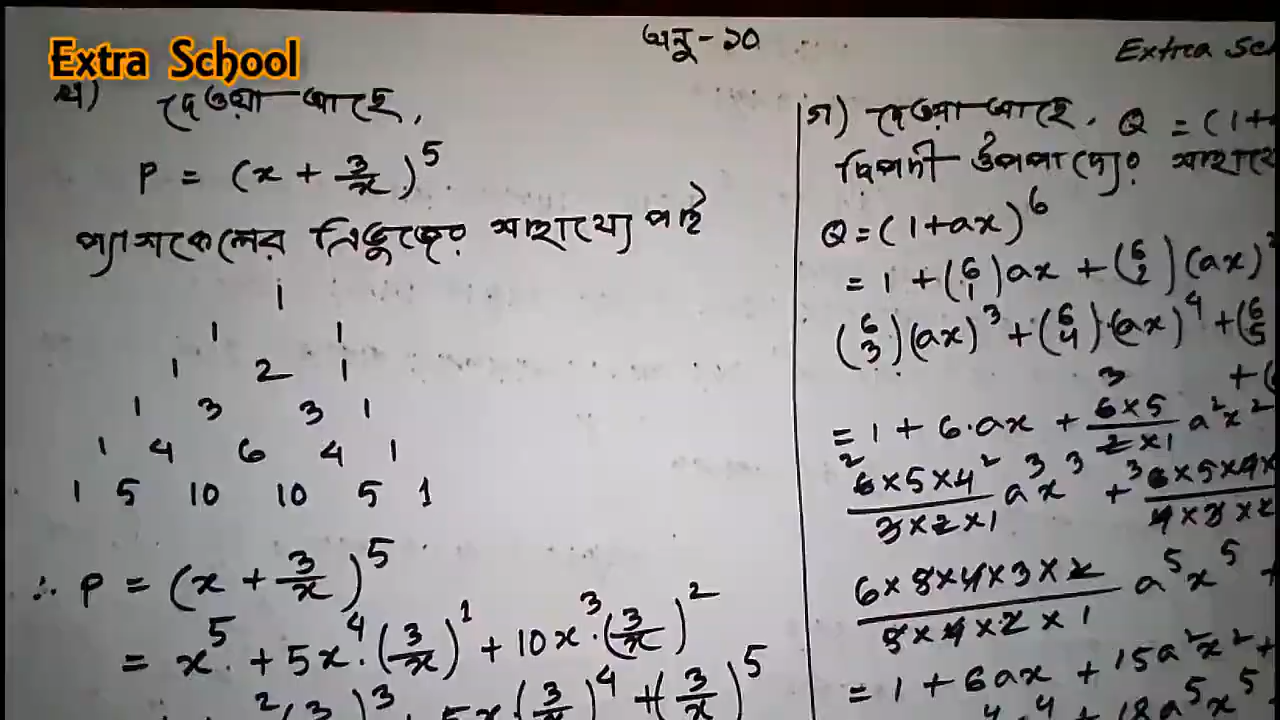 Extra School
অনু - ১০
Extra Sc
খ) দেওয়া আছে,
P = (x + 3/x)^5
প্যাসকেলের ত্রিভুজের সাহায্যে পাই
1
1 1
1 2 1
1 3 3 1
1 4 6 4 1
1 5 10 10 5 1
∴ P = (x + 3/x)^5
= x^5 + 5x^4·(3/x)^1 + 10x^3·(3/x)^2
(3/x)^4 + (3/x)^5
গ) দেওয়া আছে, Q = (1+
দ্বিপদী উপপাদ্যের সাহায্যে
Q = (1+ax)^6
= 1 + (6 1)ax + (6 2)(ax)^2
(6 3)(ax)^3 + (6 4)·(ax)^4 + (6 5
= 1 + 6·ax + 6×5/2×1 a^2x^2
6×5×4/3×2×1 a^3x^3 + 6×5×4×
6×5×4×3×2/5×4×2×1 a^5x^5
= 1 + 6ax + 15a^2x^2 +
a^5x^5